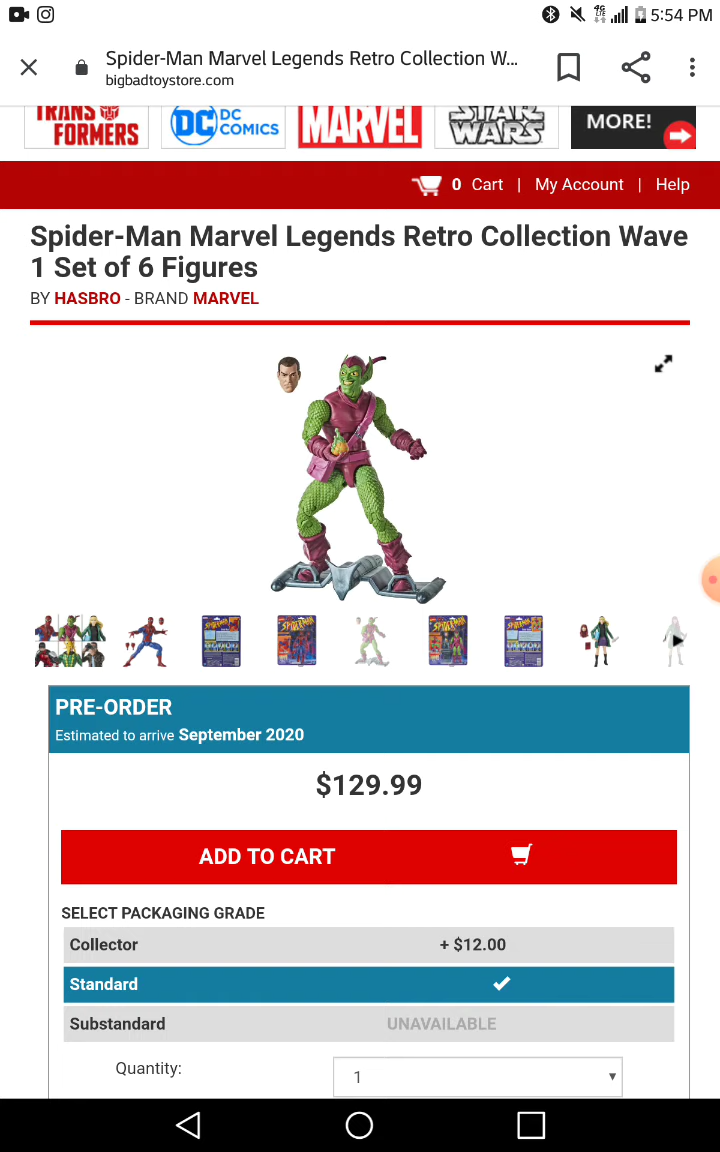 4G
LTE
5:54 PM
Spider-Man Marvel Legends Retro Collection W...
bigbadtoystore.com
TRANS
FORMERS
DC
DC
COMICS
MARVEL
STAR
WARS
MORE!
0 Cart | My Account | Help
Spider-Man Marvel Legends Retro Collection Wave
1 Set of 6 Figures
BY HASBRO - BRAND MARVEL
PRE-ORDER
Estimated to arrive September 2020
$129.99
ADD TO CART
SELECT PACKAGING GRADE
Collector + $12.00
Standard
Substandard UNAVAILABLE
Quantity: 1